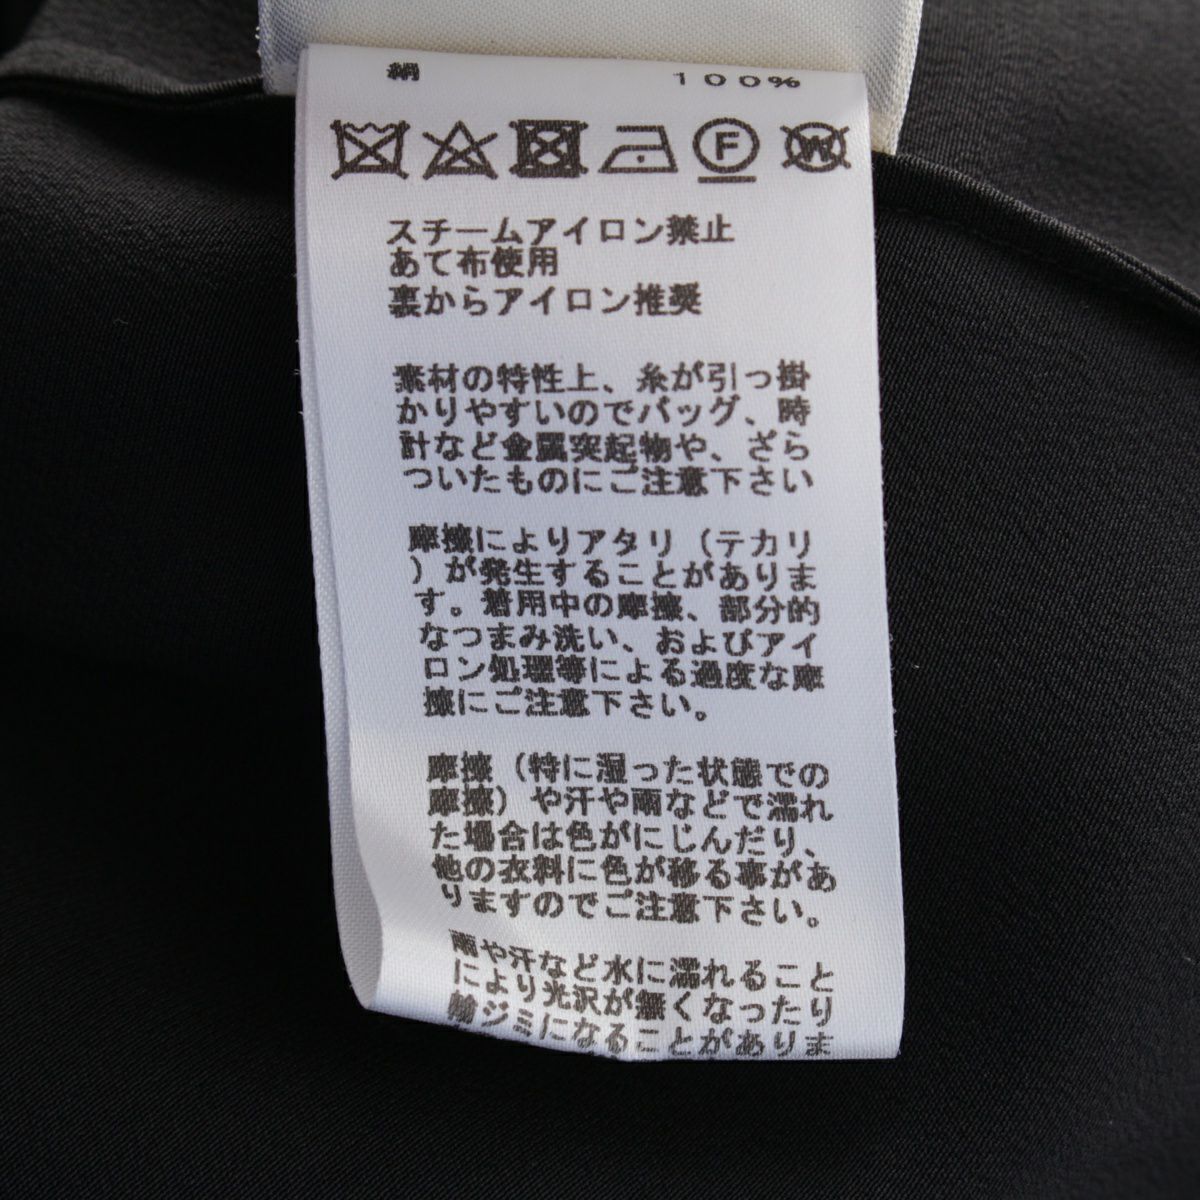 絹 100%
F W
スチームアイロン禁止
あて布使用
裏からアイロン推奨
素材の特性上、糸が引っ掛
かりやすいのでバッグ、時
計など金属突起物や、ざら
ついたものにご注意下さい
摩擦によりアタリ（テカリ
）が発生することがありま
す。着用中の摩擦、部分的
なつまみ洗い、およびアイ
ロン処理等による過度な摩
擦にご注意下さい。
摩擦（特に湿った状態での
摩擦）や汗や雨などで濡れ
た場合は色がにじんだり、
他の衣料に色が移る事があ
りますのでご注意下さい。
雨や汗など水に濡れること
により光沢が無くなったり
輪ジミになることがありま